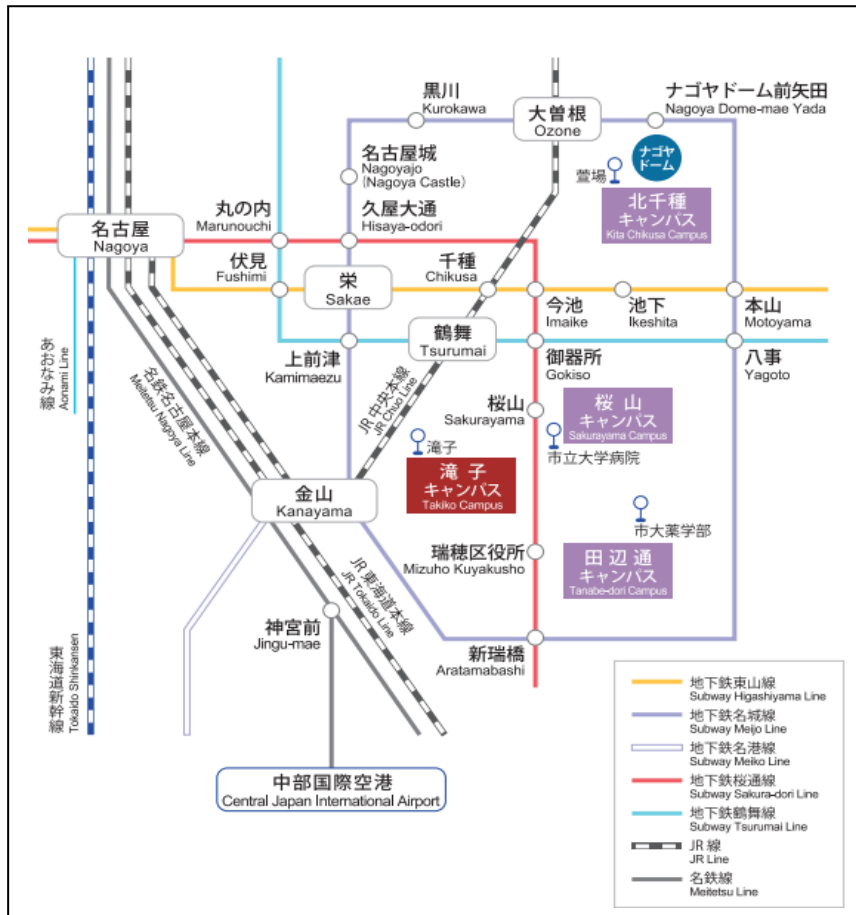 黒川
Kurokawa
大曽根
Ozone
ナゴヤドーム前矢田
Nagoya Dome-mae Yada
ナゴヤ
ドーム
萱場
北千種
キャンパス
Kita Chikusa Campus
名古屋城
Nagoyajo
(Nagoya Castle)
丸の内
Marunouchi
久屋大通
Hisaya-odori
名古屋
Nagoya
伏見
Fushimi
栄
Sakae
千種
Chikusa
今池
Imaike
池下
Ikeshita
本山
Motoyama
あおなみ線
Aonami Line
上前津
Kamimaezu
鶴舞
Tsurumai
御器所
Gokiso
八事
Yagoto
名鉄名古屋本線
Meitetsu Nagoya Line
JR中央本線
JR Chuo Line
桜山
Sakurayama
桜山
キャンパス
Sakurayama Campus
市立大学病院
滝子
滝子
キャンパス
Takiko Campus
金山
Kanayama
市大薬学部
瑞穂区役所
Mizuho Kuyakusho
田辺通
キャンパス
Tanabe-dori Campus
JR東海道本線
JR Tokaido Line
神宮前
Jingu-mae
新瑞橋
Aratamabashi
東海道新幹線
Tokaido Shinkansen
中部国際空港
Central Japan International Airport
地下鉄東山線
Subway Higashiyama Line
地下鉄名城線
Subway Meijo Line
地下鉄名港線
Subway Meiko Line
地下鉄桜通線
Subway Sakura-dori Line
地下鉄鶴舞線
Subway Tsurumai Line
JR線
JR Line
名鉄線
Meitetsu Line